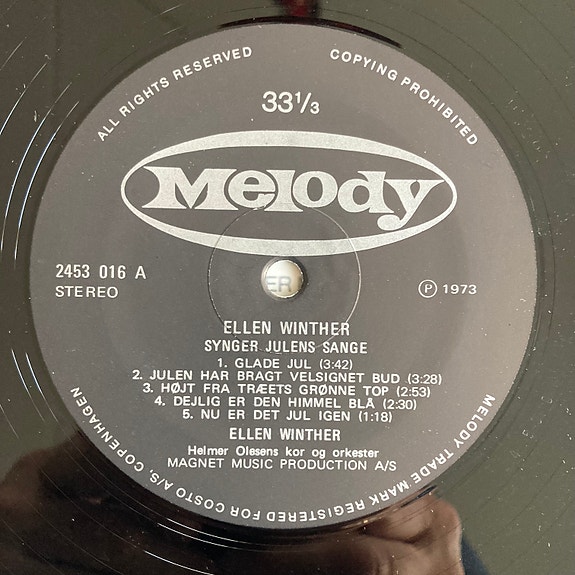 ALL RIGHTS RESERVED
COPYING PROHIBITED
33⅓
Melody
2453 016 A
STEREO
ER
Ⓟ 1973
ELLEN WINTHER
SYNGER JULENS SANGE
1. GLADE JUL (3:42)
2. JULEN HAR BRAGT VELSIGNET BUD (3:28)
3. HØJT FRA TRÆETS GRØNNE TOP (2:53)
4. DEJLIG ER DEN HIMMEL BLÅ (2:30)
5. NU ER DET JUL IGEN (1:18)
ELLEN WINTHER
Helmer Olesens kor og orkester
MAGNET MUSIC PRODUCTION A/S
MELODY TRADE MARK REGISTERED FOR COSTO A/S, COPENHAGEN